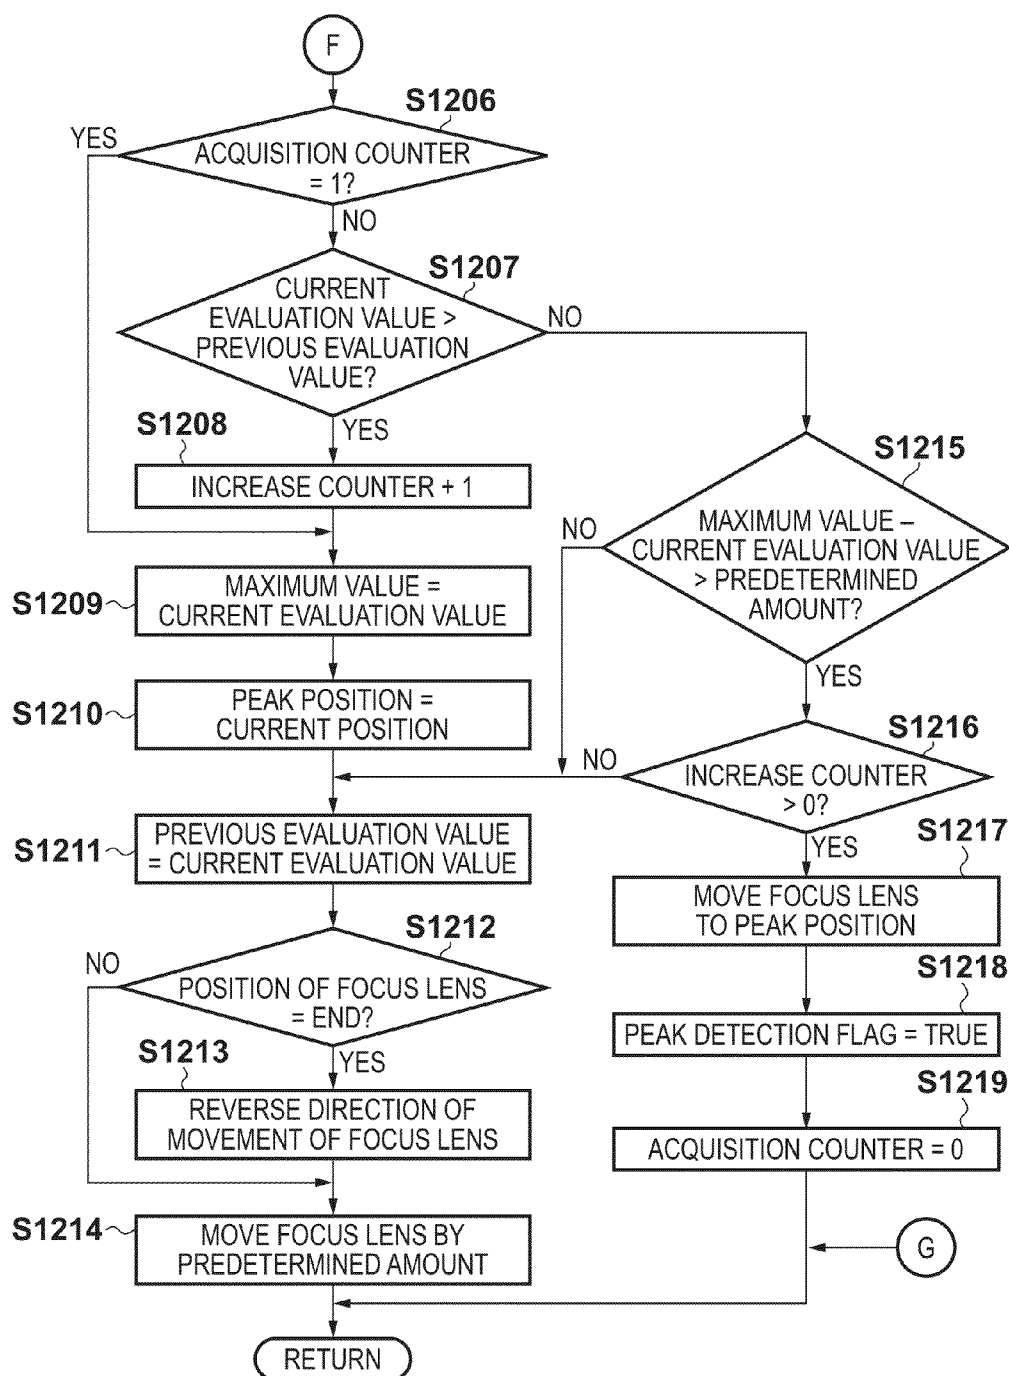 F
S1206
YES
ACQUISITION COUNTER
= 1?
NO
S1207
CURRENT
EVALUATION VALUE >
PREVIOUS EVALUATION
VALUE?
NO
YES
S1208
INCREASE COUNTER + 1
S1215
MAXIMUM VALUE –
CURRENT EVALUATION VALUE
> PREDETERMINED
AMOUNT?
NO
YES
S1209
MAXIMUM VALUE =
CURRENT EVALUATION VALUE
S1210
PEAK POSITION =
CURRENT POSITION
S1216
INCREASE COUNTER
> 0?
NO
YES
S1211
PREVIOUS EVALUATION VALUE
= CURRENT EVALUATION VALUE
S1217
MOVE FOCUS LENS
TO PEAK POSITION
S1212
POSITION OF FOCUS LENS
= END?
NO
YES
S1218
PEAK DETECTION FLAG = TRUE
S1213
REVERSE DIRECTION OF
MOVEMENT OF FOCUS LENS
S1219
ACQUISITION COUNTER = 0
S1214
MOVE FOCUS LENS BY
PREDETERMINED AMOUNT
G
RETURN